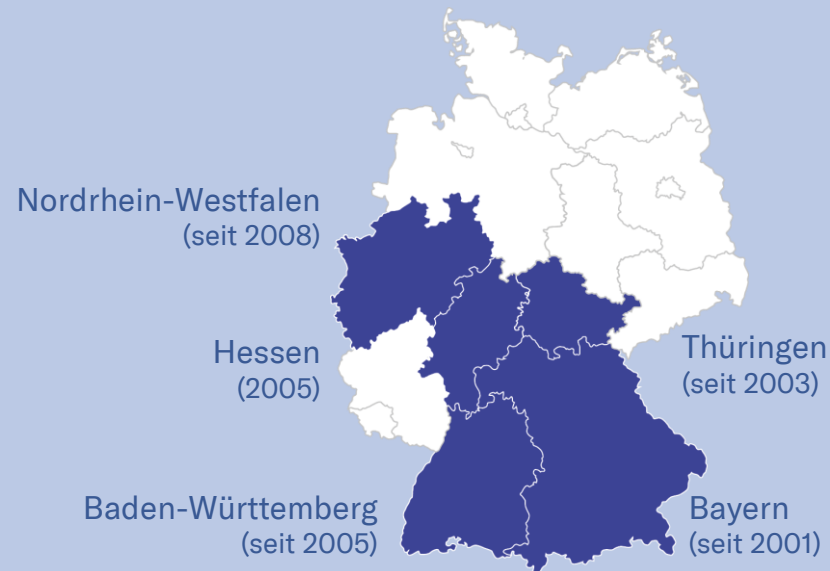 Nordrhein-Westfalen
(seit 2008)
Hessen
(2005)
Thüringen
(seit 2003)
Baden-Württemberg
(seit 2005)
Bayern
(seit 2001)